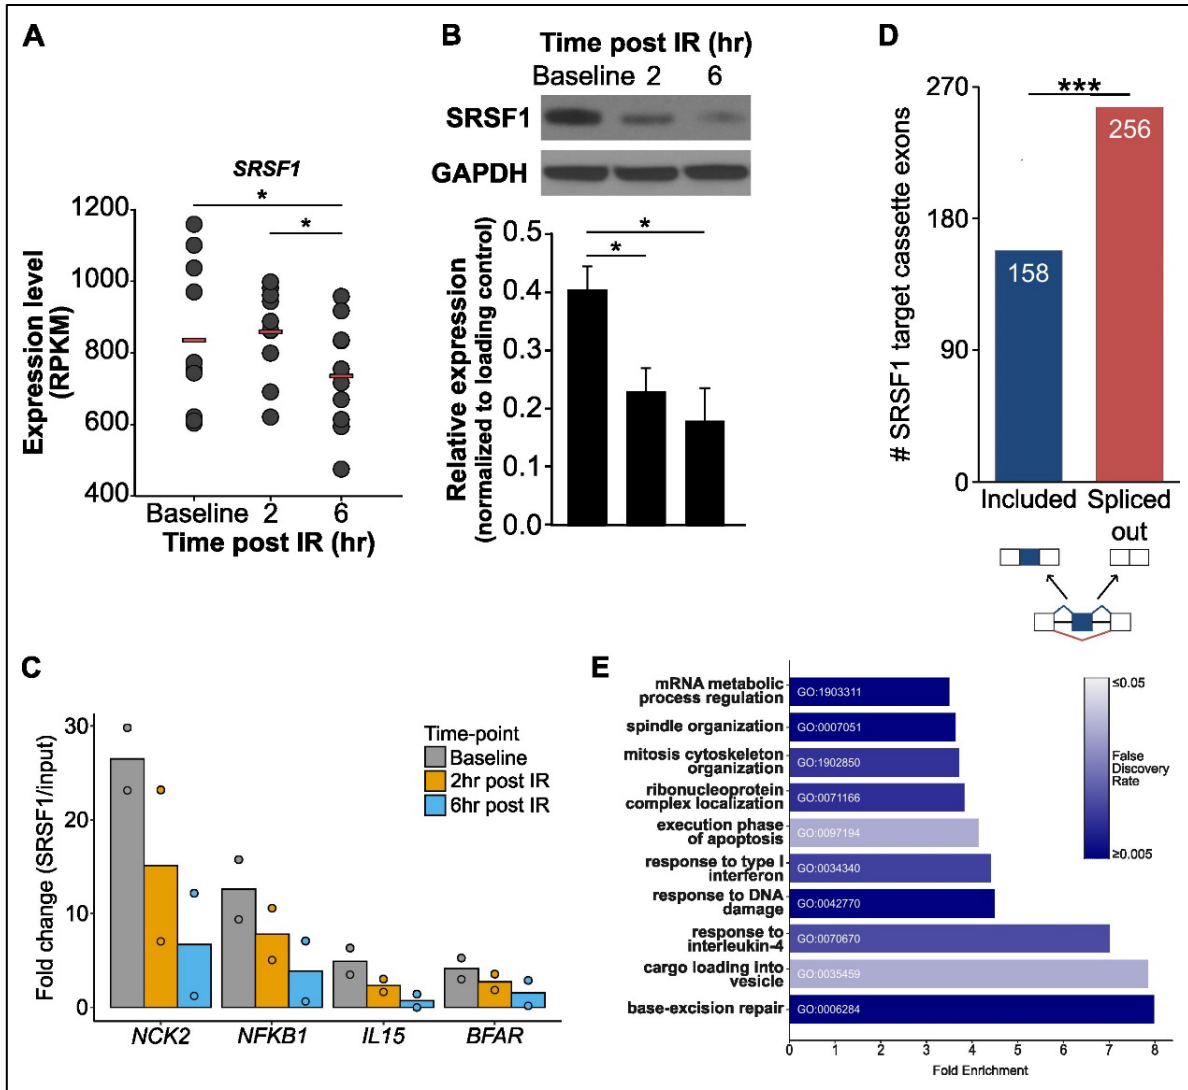 A
SRSF1
*
*
1200
1000
800
600
400
Expression level
(RPKM)
Baseline 2 6
Time post IR (hr)
B
Time post IR (hr)
Baseline 2 6
SRSF1
GAPDH
*
*
0.5
0.4
0.3
0.2
0.1
0.0
Relative expression
(normalized to loading control)
D
***
270
180
90
0
# SRSF1 target cassette exons
158
256
Included
Spliced
out
C
30
20
10
0
Fold change (SRSF1/input)
Time-point
Baseline
2hr post IR
6hr post IR
NCK2 NFKB1 IL15 BFAR
E
mRNA metabolic
process regulation
GO:1903311
spindle organization
GO:0007051
mitosis cytoskeleton
organization
GO:1902850
ribonucleoprotein
complex localization
GO:0071166
execution phase
of apoptosis
GO:0097194
response to type I
interferon
GO:0034340
response to DNA
damage
GO:0042770
response to
interleukin-4
GO:0070670
cargo loading into
vesicle
GO:0035459
base-excision repair
GO:0006284
0 1 2 3 4 5 6 7 8
Fold Enrichment
≤0.05
False
Discovery
Rate
≥0.005